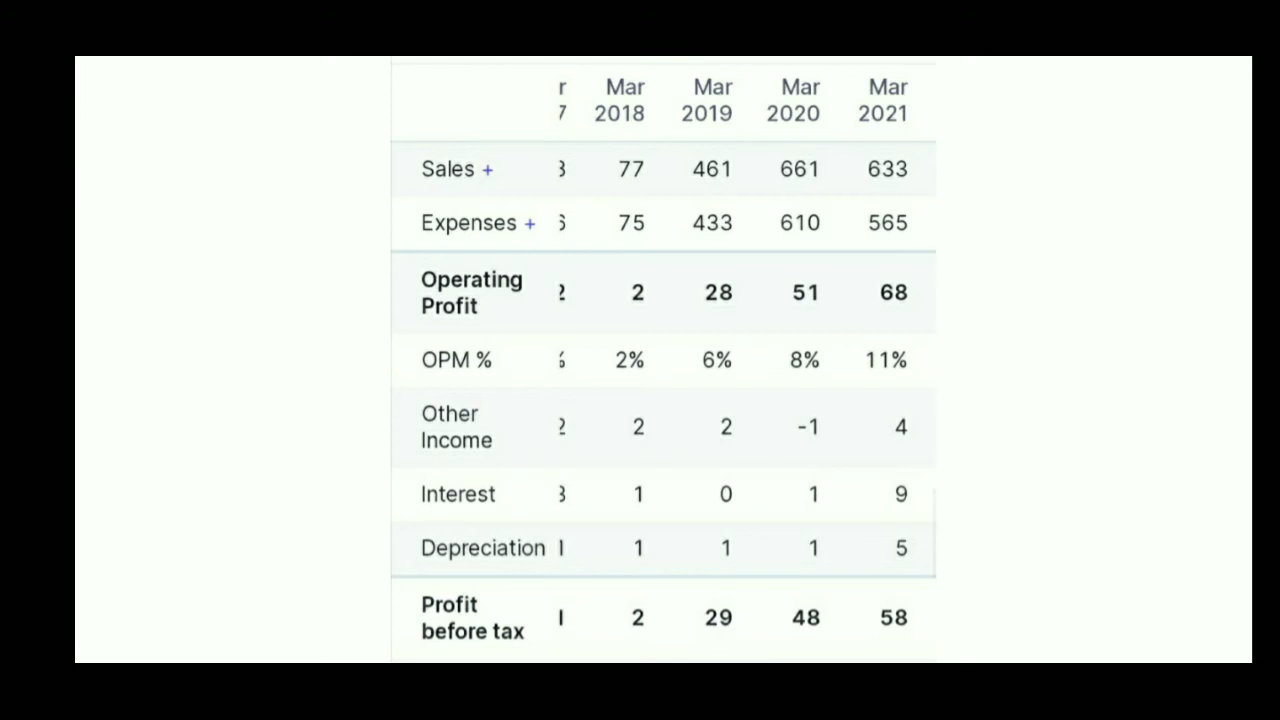 Mar Mar Mar Mar
2018 2019 2020 2021
Sales + 77 461 661 633
Expenses + 75 433 610 565
Operating
Profit 2 28 51 68
OPM % 2% 6% 8% 11%
Other
Income 2 2 -1 4
Interest 1 0 1 9
Depreciation 1 1 1 5
Profit
before tax 2 29 48 58